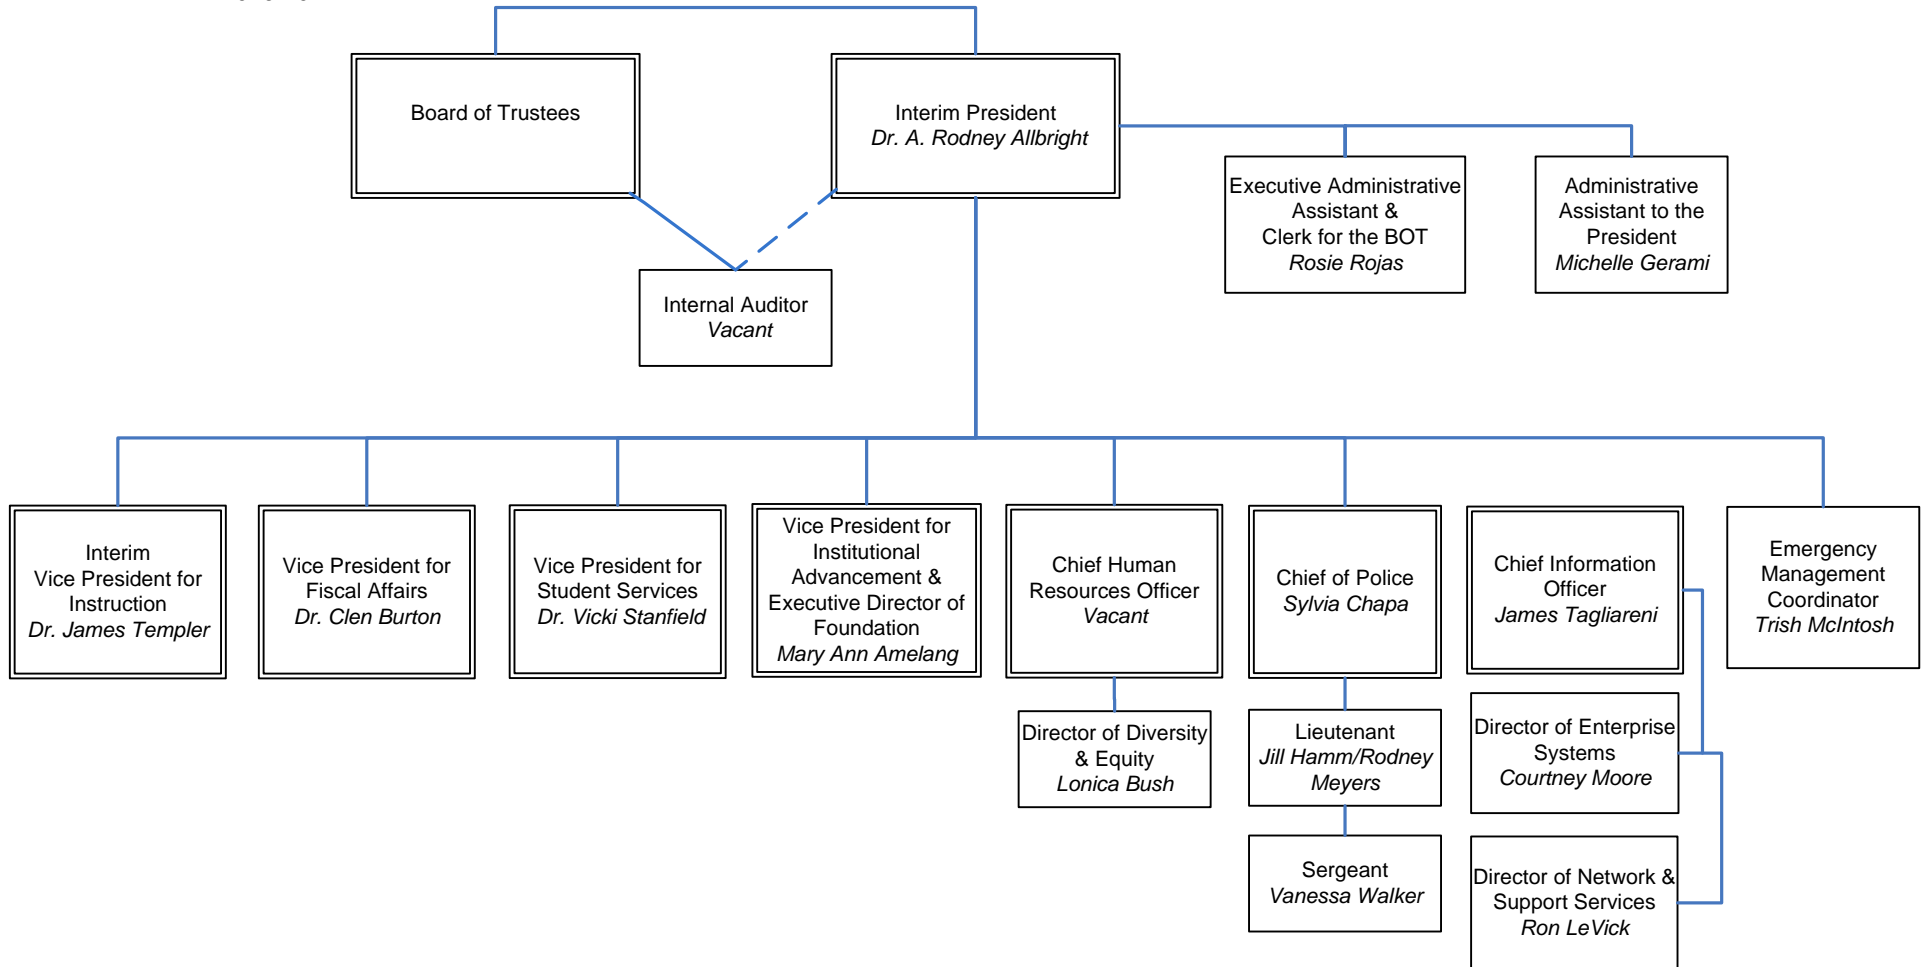 Board of Trustees
Interim President
Dr. A. Rodney Allbright
Executive Administrative
Assistant &
Clerk for the BOT
Rosie Rojas
Administrative
Assistant to the
President
Michelle Gerami
Internal Auditor
Vacant
Interim
Vice President for
Instruction
Dr. James Templer
Vice President for
Fiscal Affairs
Dr. Clen Burton
Vice President for
Student Services
Dr. Vicki Stanfield
Vice President for
Institutional
Advancement &
Executive Director of
Foundation
Mary Ann Amelang
Chief Human
Resources Officer
Vacant
Chief of Police
Sylvia Chapa
Chief Information
Officer
James Tagliareni
Emergency
Management
Coordinator
Trish McIntosh
Director of Diversity
& Equity
Lonica Bush
Lieutenant
Jill Hamm/Rodney
Meyers
Director of Enterprise
Systems
Courtney Moore
Sergeant
Vanessa Walker
Director of Network &
Support Services
Ron LeVick